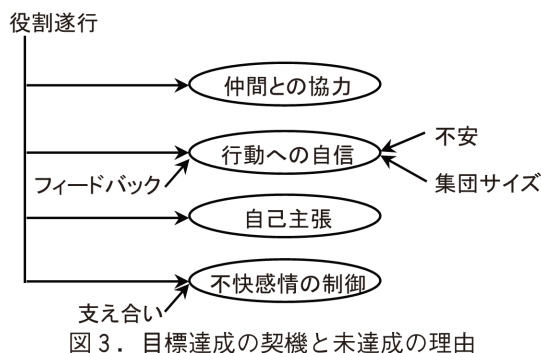 役割遂行
仲間との協力
不安
行動への自信
フィードバック
集団サイズ
自己主張
不快感情の制御
支え合い
図3．目標達成の契機と未達成の理由